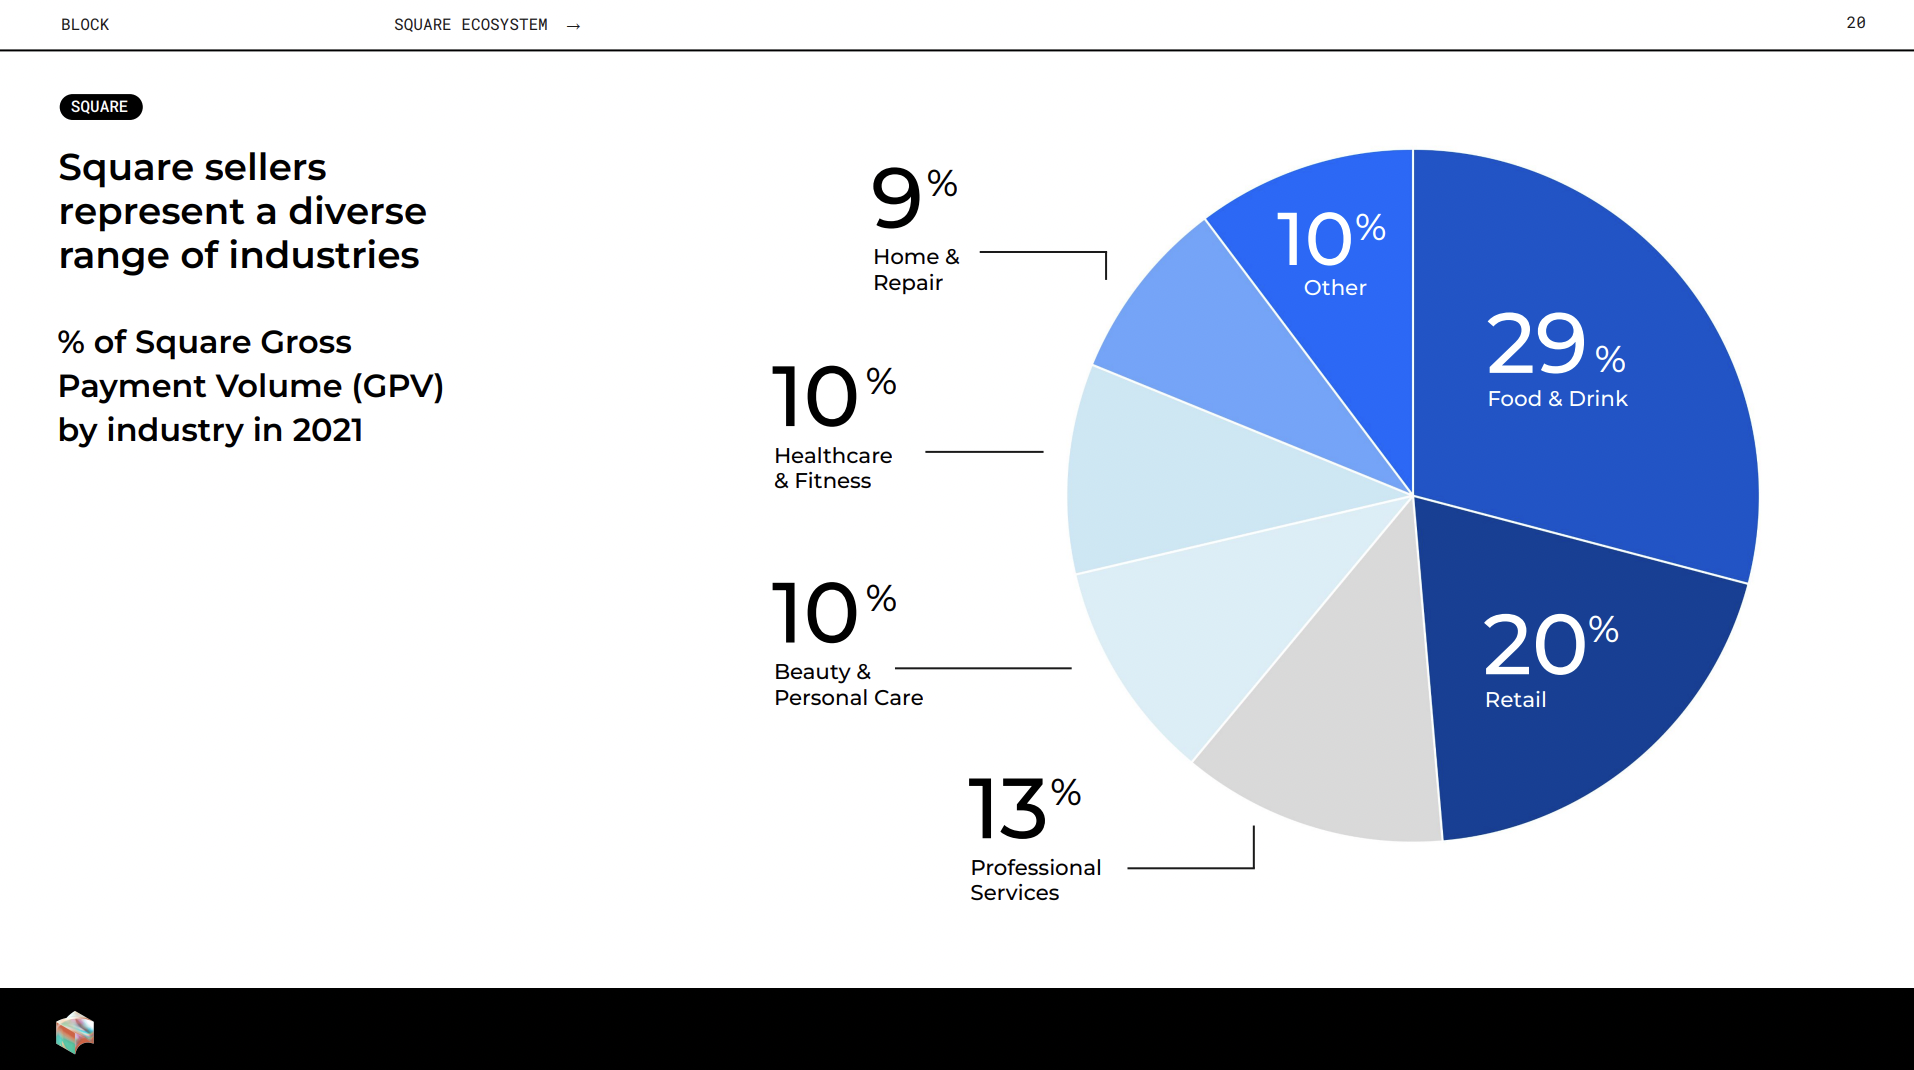 BLOCK
SQUARE ECOSYSTEM →
20
SQUARE
Square sellers
represent a diverse
range of industries
% of Square Gross
Payment Volume (GPV)
by industry in 2021
9%
Home &
Repair
10%
Healthcare
& Fitness
10%
Beauty &
Personal Care
13%
Professional
Services
10%
Other
29%
Food & Drink
20%
Retail